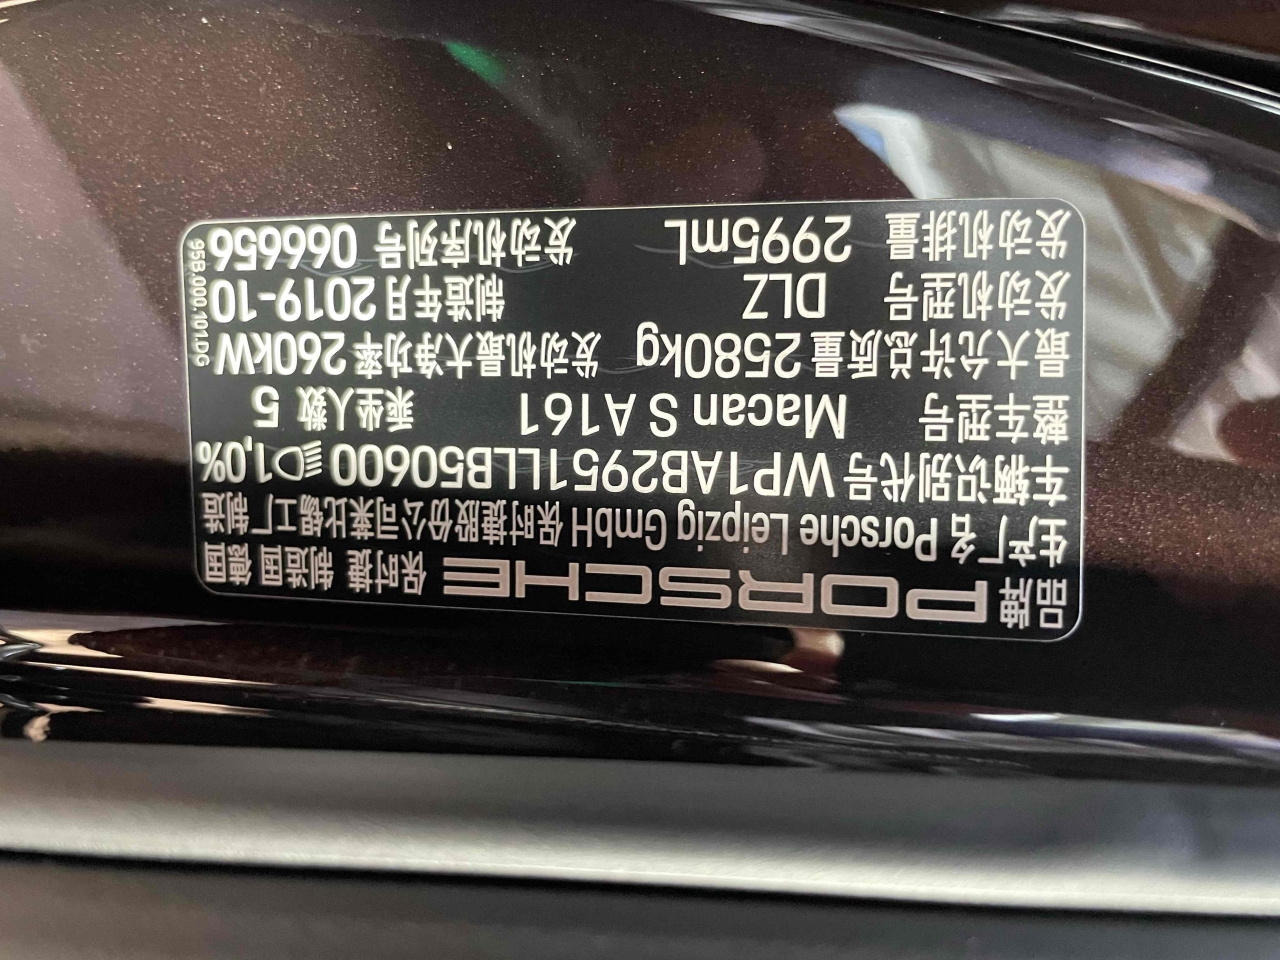 品牌 PORSCHE 保时捷 制造国 德国
生产厂名 Porsche Leipzig GmbH 保时捷股份公司莱比锡工厂制造
车辆识别代号 WP1AB2951LLB50600 1,0%
整车型号 Macan S A161 乘坐人数 5
最大允许总质量 2580kg 发动机最大净功率 260kW
发动机型号 DLZ 制造年月 2019-10
发动机排量 2995mL 发动机序列号 066656
95B.000.101.DG